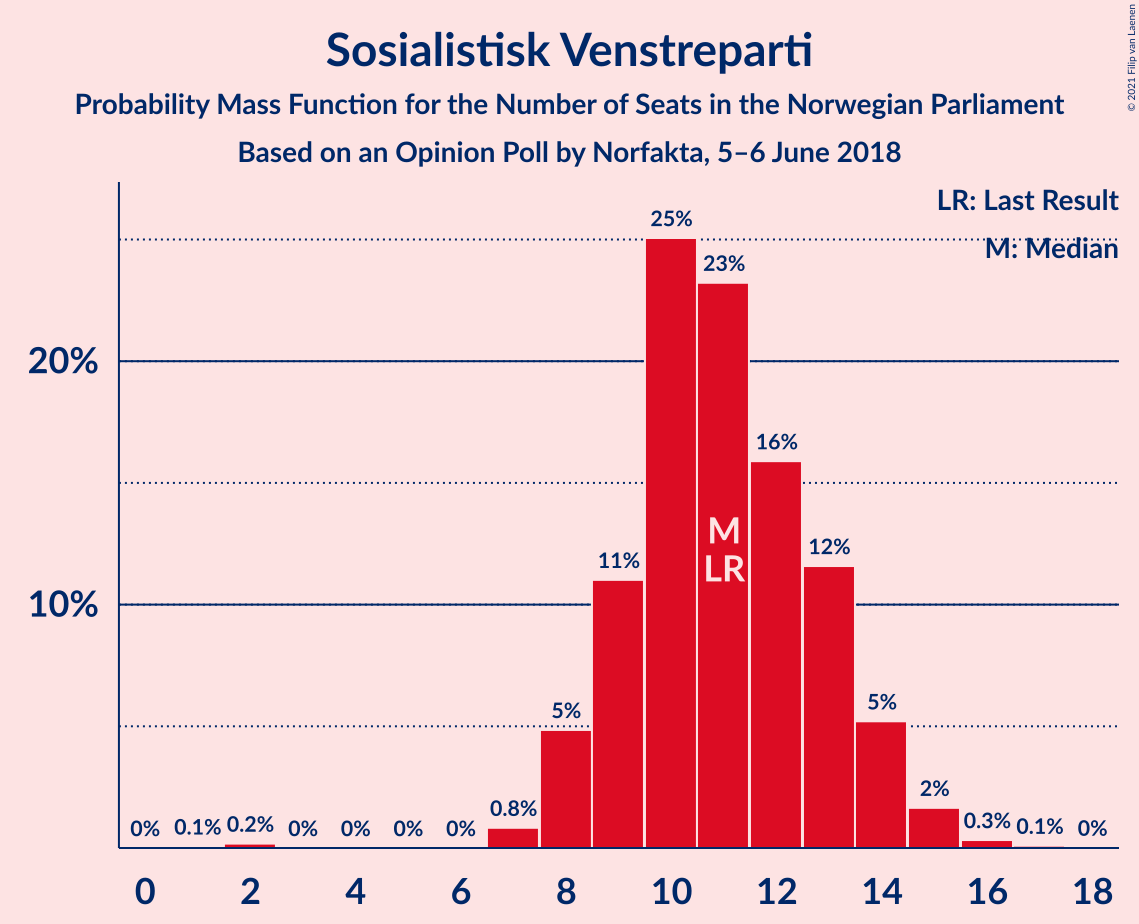 Sosialistisk Venstreparti
Probability Mass Function for the Number of Seats in the Norwegian Parliament
Based on an Opinion Poll by Norfakta, 5–6 June 2018
© 2021 Filip van Laenen
LR: Last Result
M: Median
20%
10%
0%
0.1%
0.2%
0%
0%
0%
0%
0.8%
5%
11%
25%
23%
16%
12%
5%
2%
0.3%
0.1%
0%
M
LR
0 2 4 6 8 10 12 14 16 18